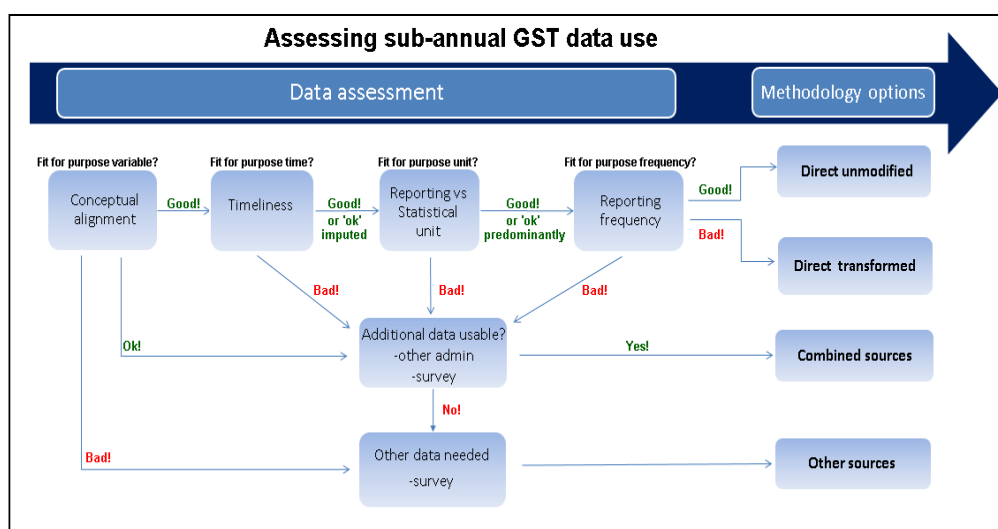 Assessing sub-annual GST data use
Data assessment
Methodology options
Fit for purpose variable?
Fit for purpose time?
Fit for purpose unit?
Fit for purpose frequency?
Conceptual
alignment
Good!
Timeliness
Good!
or 'ok'
imputed
Reporting vs
Statistical
unit
Good!
or 'ok'
predominantly
Reporting
frequency
Good!
Direct unmodified
Bad!
Direct transformed
Bad!
Bad!
Bad!
Ok!
Additional data usable?
-other admin
-survey
Yes!
Combined sources
No!
Bad!
Other data needed
-survey
Other sources